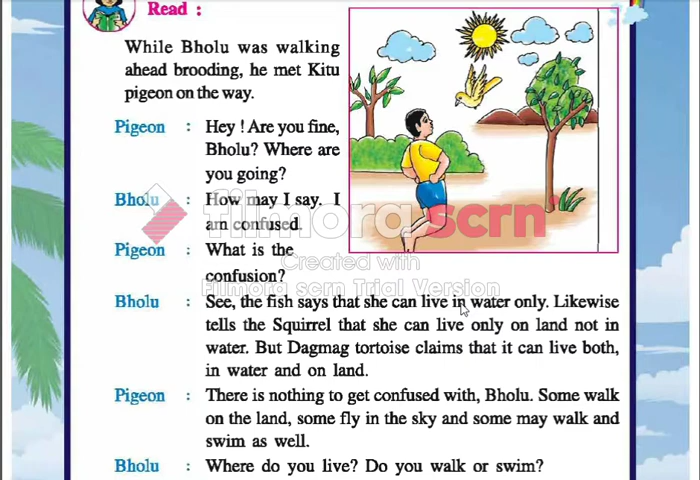 Bholu
Read :
While Bholu was walking
ahead brooding, he met Kitu
pigeon on the way.
Pigeon : Hey ! Are you fine,
Bholu? Where are
you going?
Bholu : How may I say. I
am confused.
Pigeon : What is the
confusion?
filmora scrn
Created with
Filmora scrn Trial Version
Bholu : See, the fish says that she can live in water only. Likewise
tells the Squirrel that she can live only on land not in
water. But Dagmag tortoise claims that it can live both,
in water and on land.
Pigeon : There is nothing to get confused with, Bholu. Some walk
on the land, some fly in the sky and some may walk and
swim as well.
Bholu : Where do you live? Do you walk or swim?